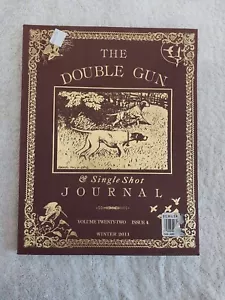 THE
DOUBLE GUN
& Single Shot
JOURNAL
VOLUME TWENTY-TWO ISSUE 4
WINTER 2011